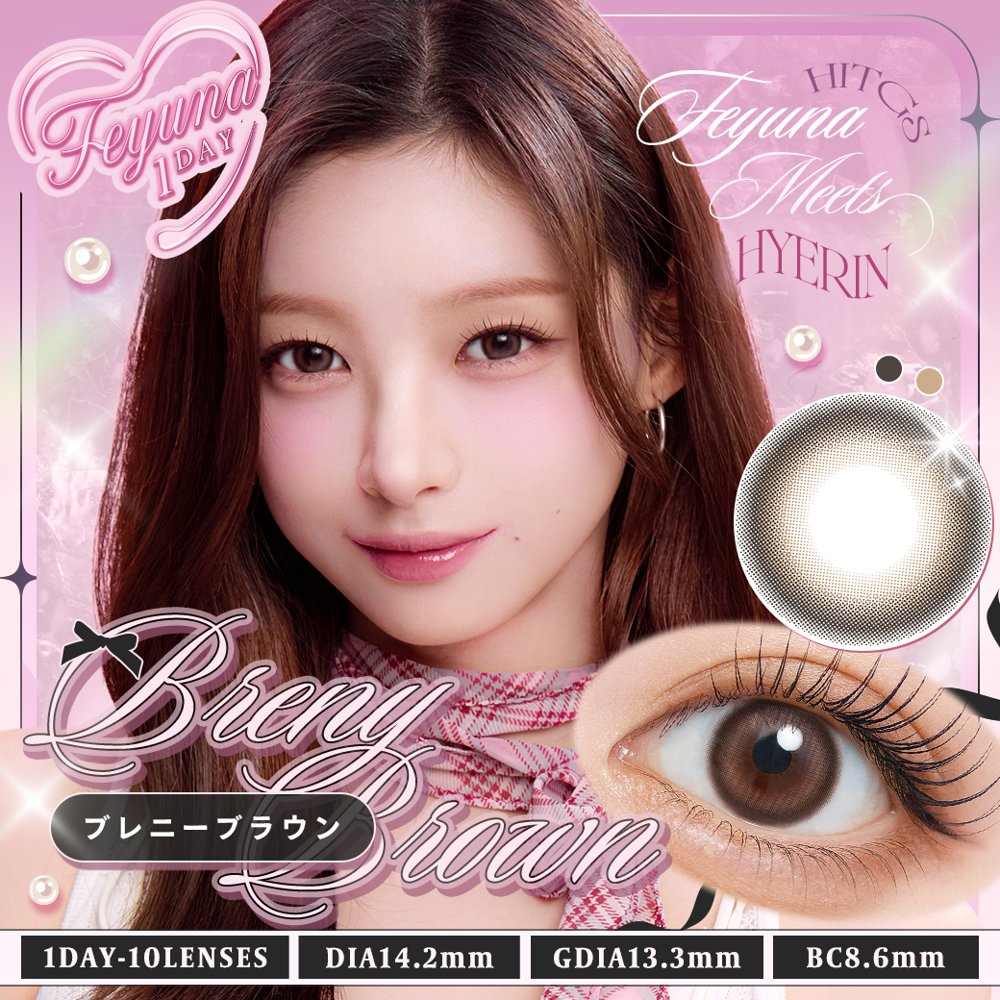 Feyuna
1DAY
HITGS
Feyuna
Meets
HYERIN
Breny
Brown
ブレニーブラウン
1DAY-10LENSES
DIA14.2mm
GDIA13.3mm
BC8.6mm